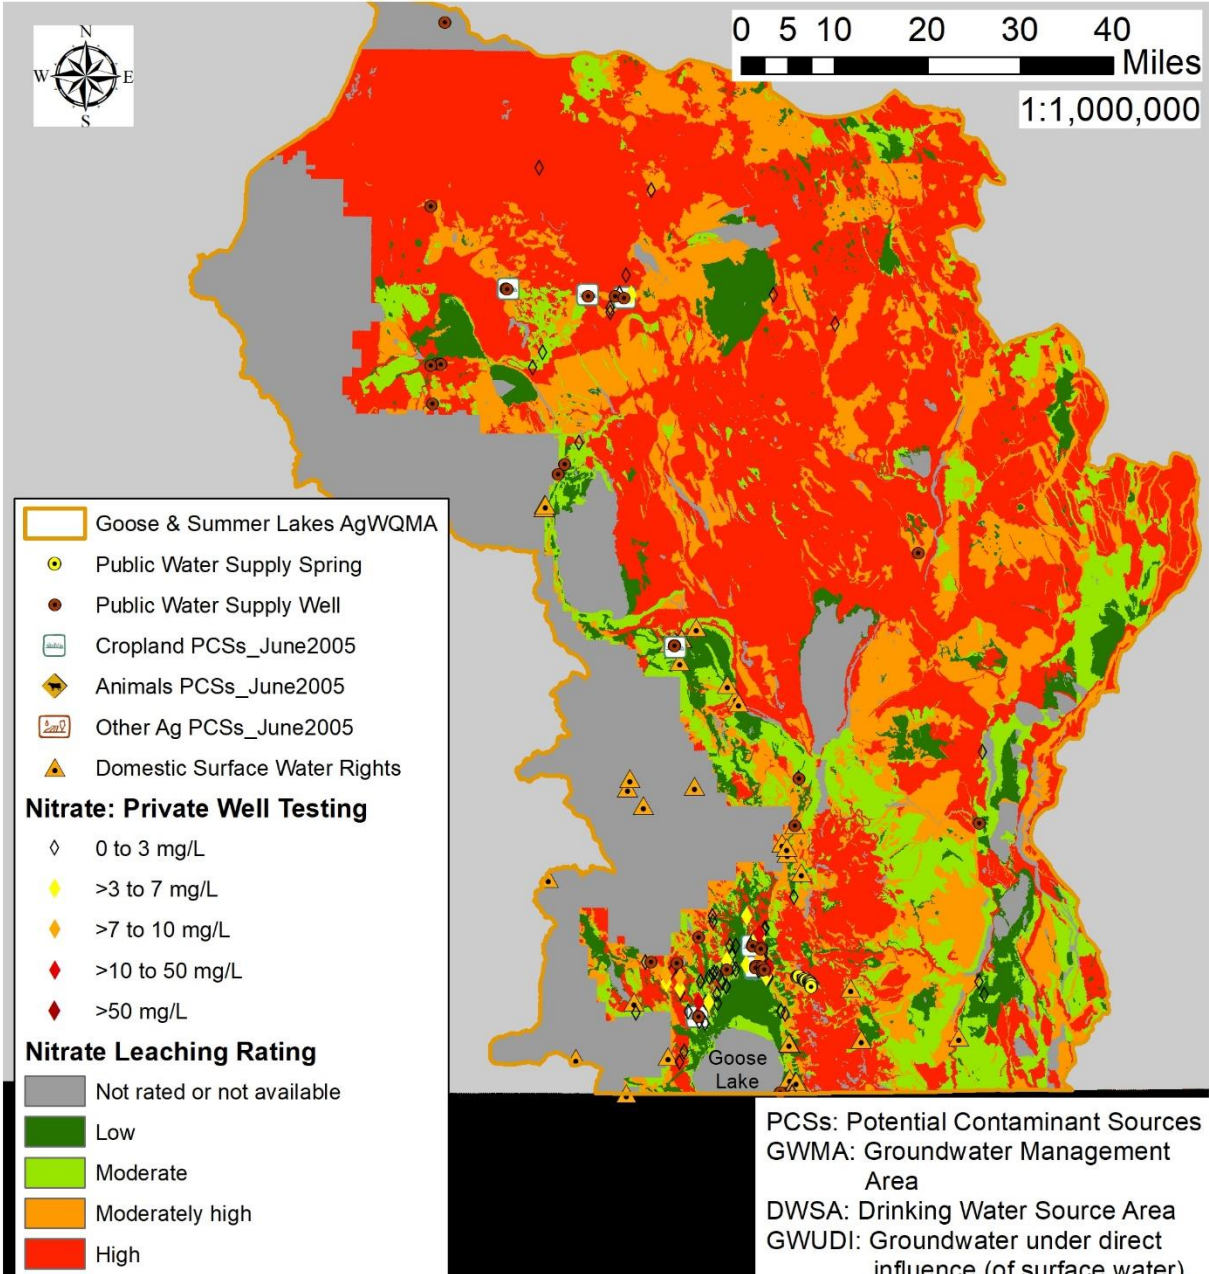 N
W E
S
0 5 10 20 30 40
Miles
1:1,000,000
Goose & Summer Lakes AgWQMA
Public Water Supply Spring
Public Water Supply Well
Cropland PCSs_June2005
Animals PCSs_June2005
Other Ag PCSs_June2005
Domestic Surface Water Rights
Nitrate: Private Well Testing
0 to 3 mg/L
>3 to 7 mg/L
>7 to 10 mg/L
>10 to 50 mg/L
>50 mg/L
Nitrate Leaching Rating
Not rated or not available
Low
Moderate
Moderately high
High
Goose
Lake
PCSs: Potential Contaminant Sources
GWMA: Groundwater Management
Area
DWSA: Drinking Water Source Area
GWUDI: Groundwater under direct
influence (of surface water)